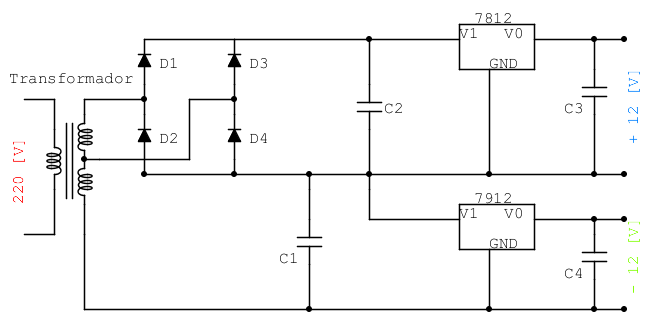 7812
V1 V0
GND
D1 D3
Transformador
C2
C3
+ 12 [V]
D2 D4
220 [V]
7912
V1 V0
GND
C1
C4
- 12 [V]